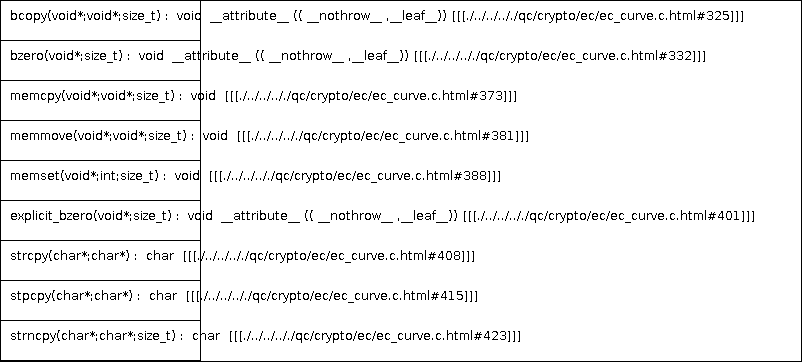 bcopy(void*;void*;size_t) :  void  __attribute__ (( __nothrow__ ,__leaf__)) [[[./../../../../qc/crypto/ec/ec_curve.c.html#325]]]
bzero(void*;size_t) :  void  __attribute__ (( __nothrow__ ,__leaf__)) [[[./../../../../qc/crypto/ec/ec_curve.c.html#332]]]
memcpy(void*;void*;size_t) :  void  [[[./../../../../qc/crypto/ec/ec_curve.c.html#373]]]
memmove(void*;void*;size_t) :  void  [[[./../../../../qc/crypto/ec/ec_curve.c.html#381]]]
memset(void*;int;size_t) :  void  [[[./../../../../qc/crypto/ec/ec_curve.c.html#388]]]
explicit_bzero(void*;size_t) :  void  __attribute__ (( __nothrow__ ,__leaf__)) [[[./../../../../qc/crypto/ec/ec_curve.c.html#401]]]
strcpy(char*;char*) :  char  [[[./../../../../qc/crypto/ec/ec_curve.c.html#408]]]
stpcpy(char*;char*) :  char  [[[./../../../../qc/crypto/ec/ec_curve.c.html#415]]]
strncpy(char*;char*;size_t) :  char  [[[./../../../../qc/crypto/ec/ec_curve.c.html#423]]]